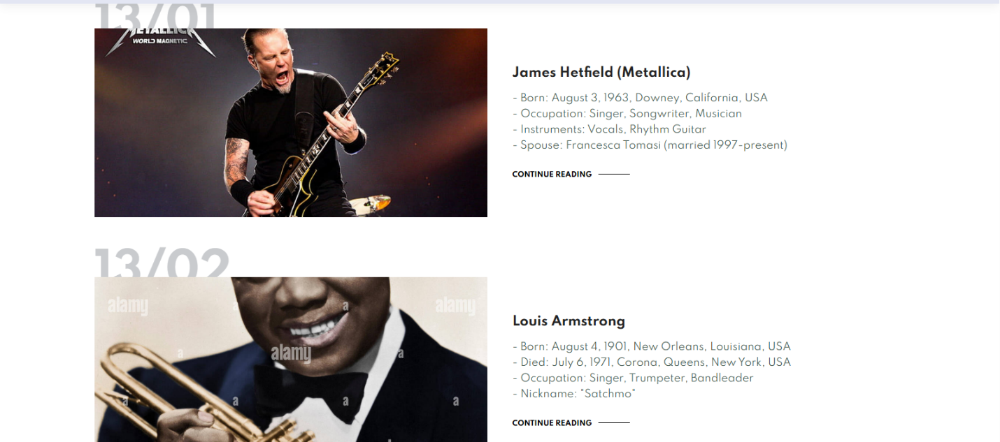 13/01
METALLICA
WORLD MAGNETIC
James Hetfield (Metallica)
- Born: August 3, 1963, Downey, California, USA
- Occupation: Singer, Songwriter, Musician
- Instruments: Vocals, Rhythm Guitar
- Spouse: Francesca Tomasi (married 1997-present)
CONTINUE READING
13/02
alamy
a
alamy
a
alamy
a
a
a
a
a
Louis Armstrong
- Born: August 4, 1901, New Orleans, Louisiana, USA
- Died: July 6, 1971, Corona, Queens, New York, USA
- Occupation: Singer, Trumpeter, Bandleader
- Nickname: "Satchmo"
CONTINUE READING